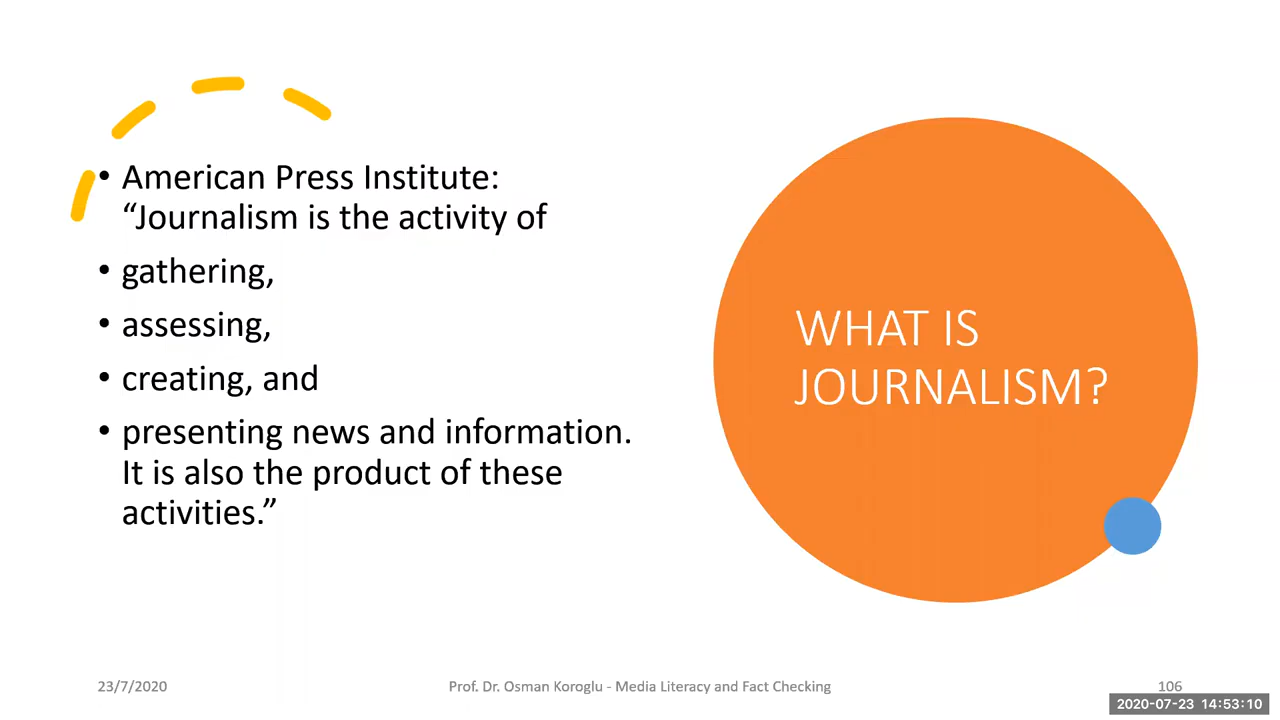 • American Press Institute:
“Journalism is the activity of
• gathering,
• assessing,
• creating, and
• presenting news and information.
It is also the product of these
activities.”
WHAT IS
JOURNALISM?
23/7/2020
Prof. Dr. Osman Koroglu - Media Literacy and Fact Checking
106
2020-07-23 14:53:10